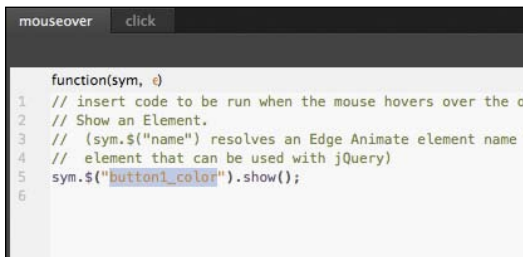 mouseover click
function(sym, e)
1 // insert code to be run when the mouse hovers over the
2 // Show an Element.
3 // (sym.$("name") resolves an Edge Animate element name
4 // element that can be used with jQuery)
5 sym.$("button1_color").show();
6